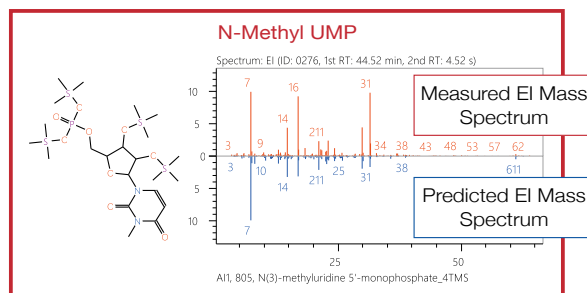 N-Methyl UMP
Spectrum: EI (ID: 0276, 1st RT: 44.52 min, 2nd RT: 4.52 s)
Measured EI Mass
Spectrum
Predicted EI Mass
Spectrum
10
5
0
5
10
7
16
31
14
211
3
9
33
38
43
48
53
57
62
3
10
14
211
25
31
38
611
7
25
50
AI1, 805, N(3)-methyluridine 5'-monophosphate_4TMS
S
O
O
P
O
O
S
O
S
O
O
S
N
O
N
O